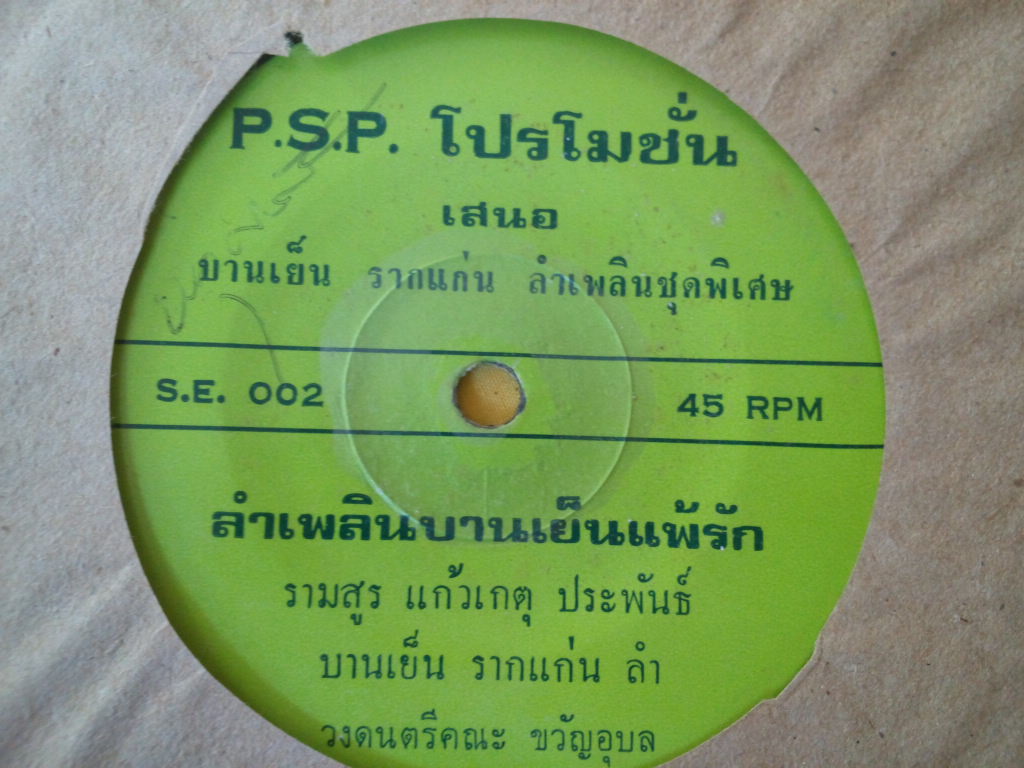 P.S.P. โปรโมชั่น
เสนอ
บานเย็น รากแก่น ลำเพลินชุดพิเศษ
S.E. 002
45 RPM
ลำเพลินบานเย็นแพ้รัก
รามสูร แก้วเกตุ ประพันธ์
บานเย็น รากแก่น ลำ
วงดนตรีคณะ ขวัญอุบล